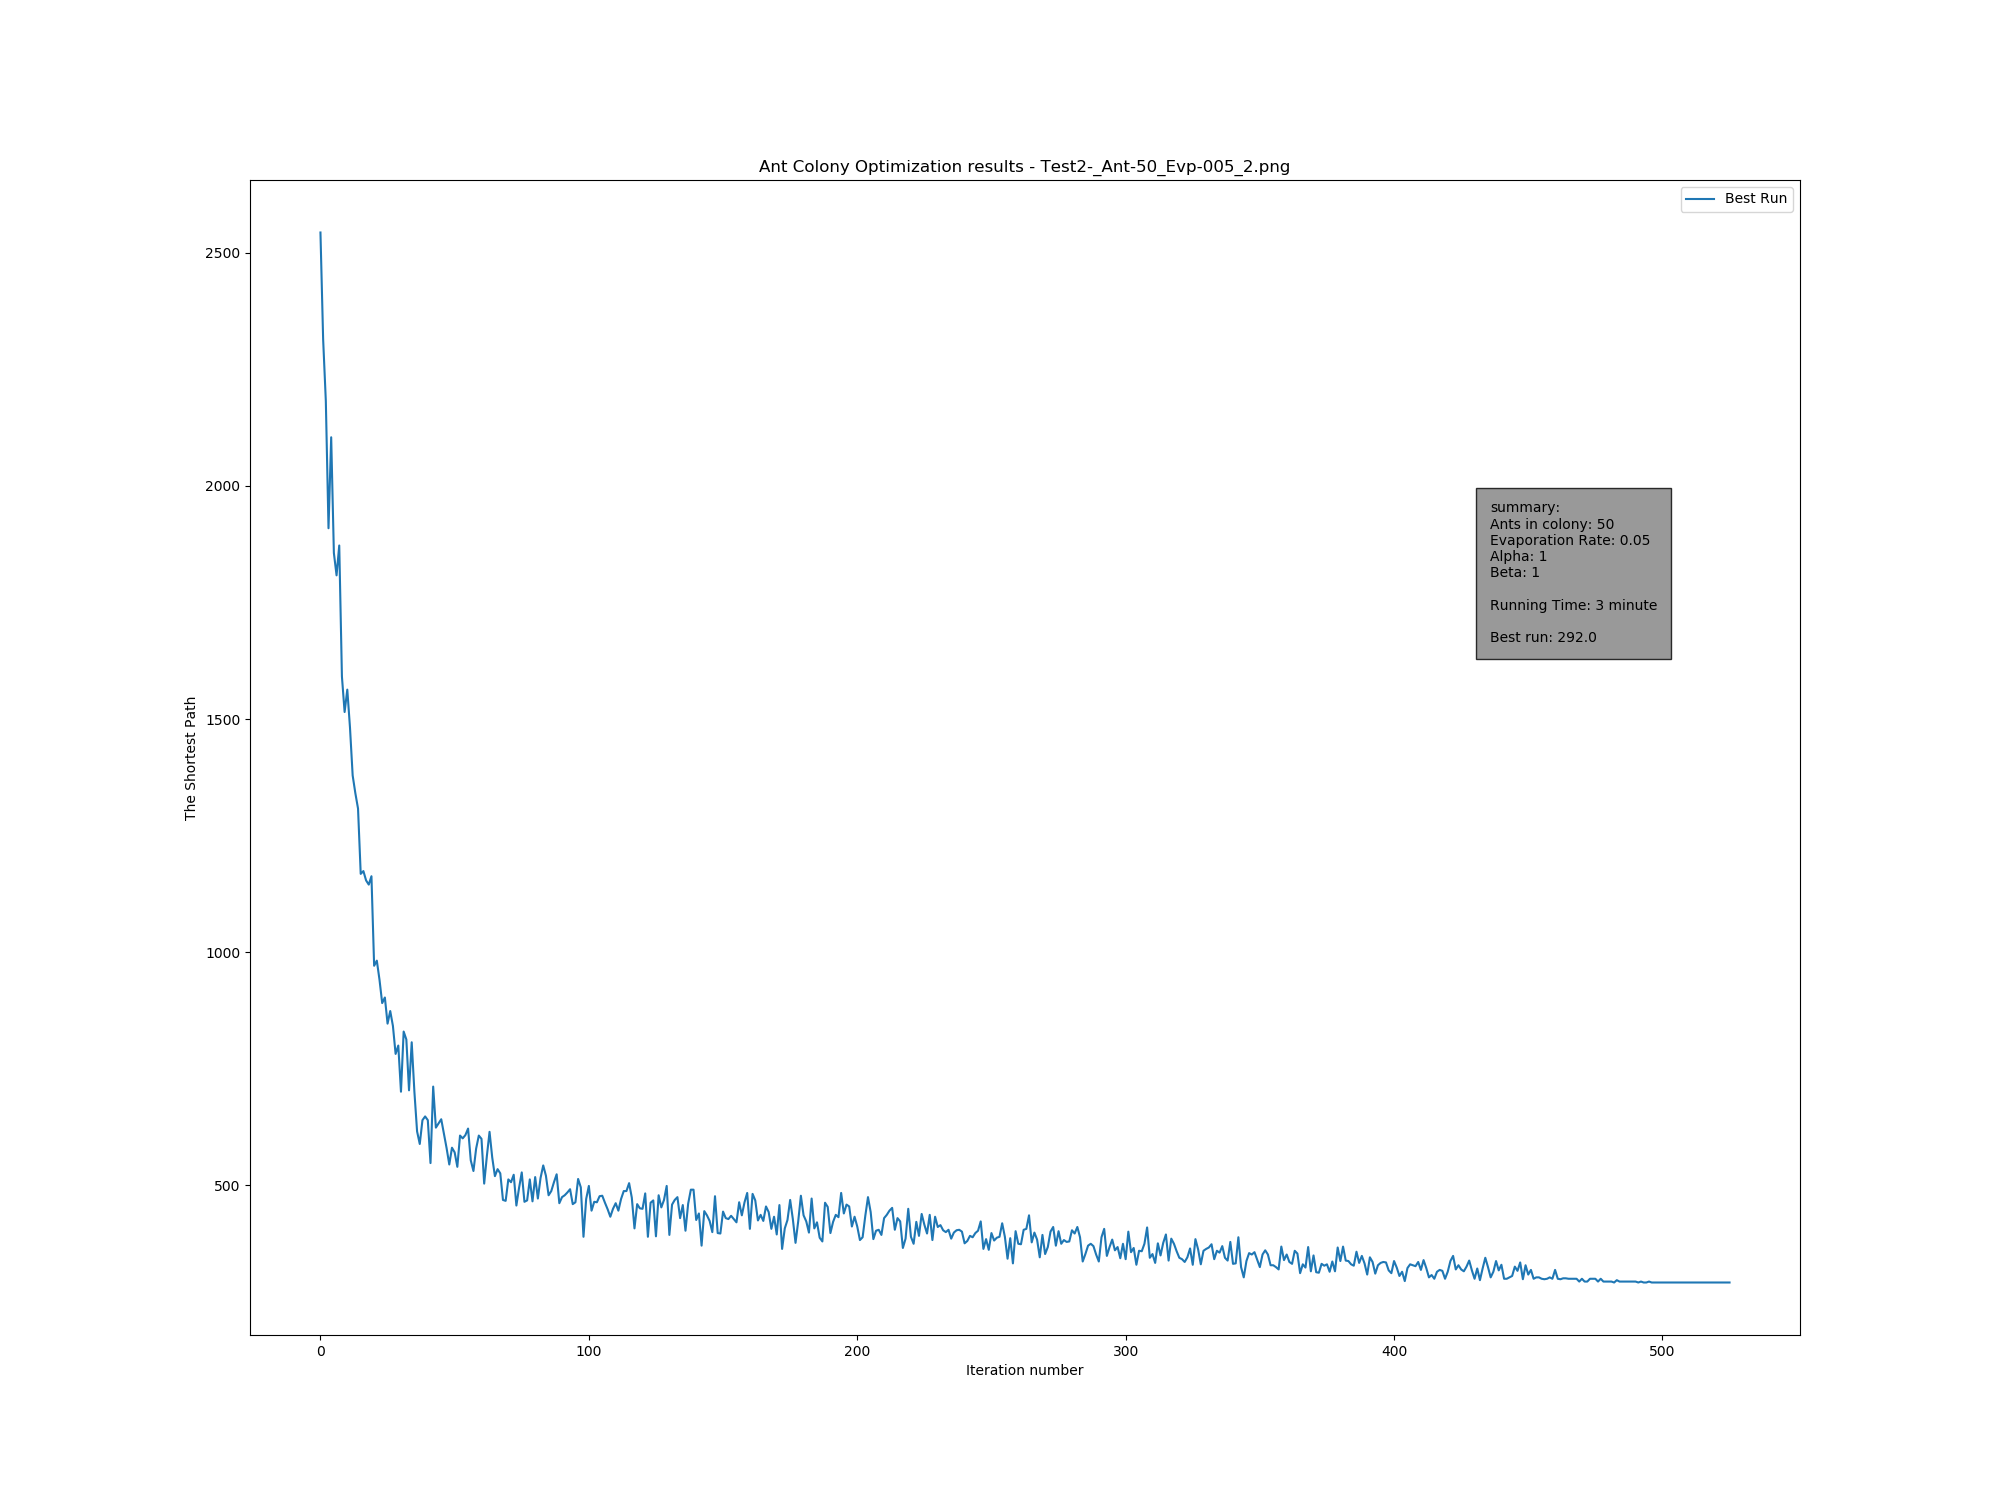 Ant Colony Optimization results - Test2-_Ant-50_Evp-005_2.png
Best Run
2500
2000
1500
1000
500
The Shortest Path
summary:
Ants in colony: 50
Evaporation Rate: 0.05
Alpha: 1
Beta: 1
Running Time: 3 minute
Best run: 292.0
0
100
200
300
400
500
Iteration number